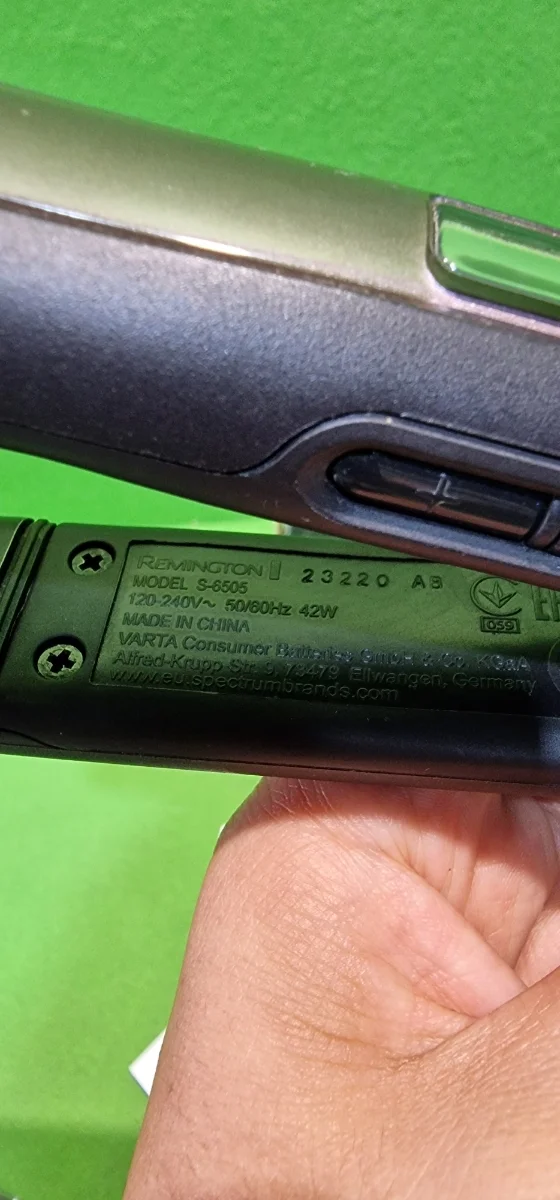 +
REMINGTON
23220 AB
MODEL S-6505
120-240V~ 50/60Hz 42W
MADE IN CHINA
VARTA Consumer Batteries GmbH & Co. KGaA
Alfred-Krupp Str. 9, 73479 Ellwangen, Germany
www.eu.spectrumbrands.com
059